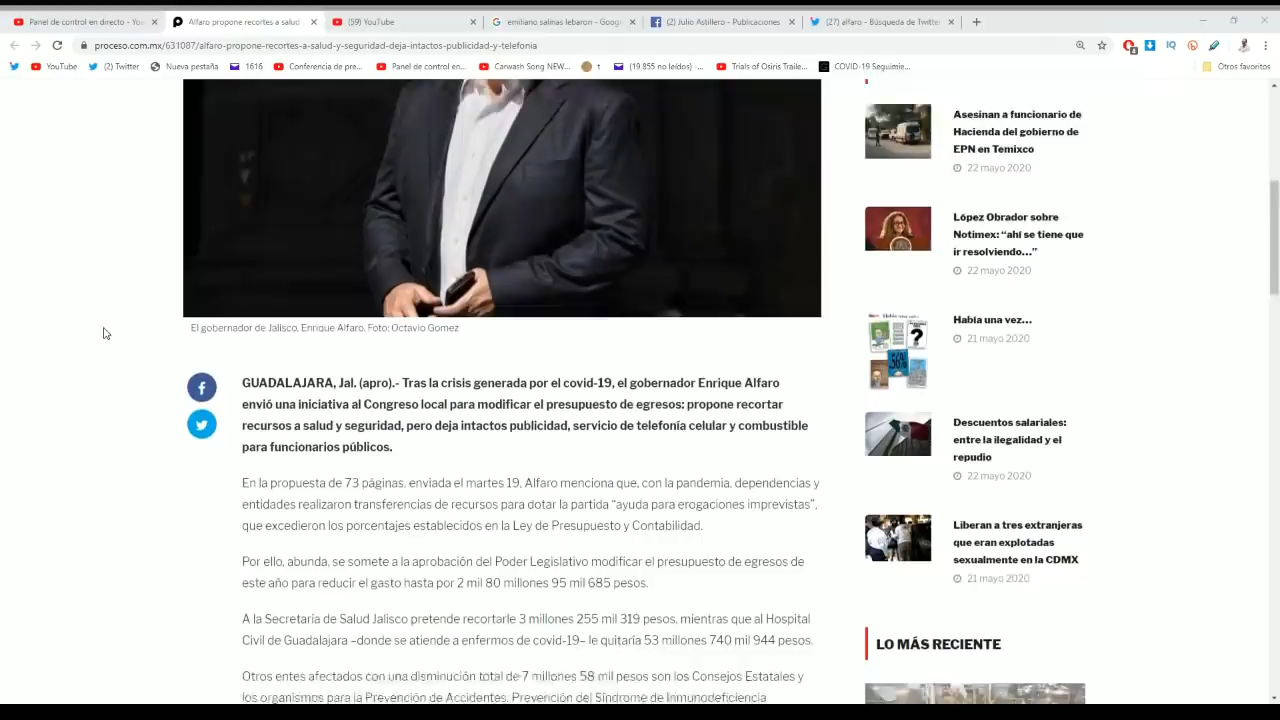 Panel de control en directo - You
Alfaro propone recortes a salud
(59) YouTube
emiliano salinas lebaron - Goog
(2) Julio Astillero - Publicaciones
(27) alfaro - Búsqueda de Twitte
proceso.com.mx/631087/alfaro-propone-recortes-a-salud-y-seguridad-deja-intactos-publicidad-y-telefonia
YouTube
(2) Twitter
Nueva pestaña
1616
Conferencia de pre...
Panel de control en...
Carwash Song NEW...
t
(19.855 no leídos) -...
Trials of Osiris Traile...
COVID-19 Seguimie...
Otros favoritos
Asesinan a funcionario de
Hacienda del gobierno de
EPN en Temixco
22 mayo 2020
López Obrador sobre
Notimex: “ahí se tiene que
ir resolviendo…”
22 mayo 2020
El gobernador de Jalisco, Enrique Alfaro. Foto: Octavio Gomez
Había una vez…
21 mayo 2020
GUADALAJARA, Jal. (apro).- Tras la crisis generada por el covid-19, el gobernador Enrique Alfaro
envió una iniciativa al Congreso local para modificar el presupuesto de egresos: propone recortar
recursos a salud y seguridad, pero deja intactos publicidad, servicio de telefonía celular y combustible
para funcionarios públicos.
Descuentos salariales:
entre la ilegalidad y el
repudio
22 mayo 2020
En la propuesta de 73 páginas, enviada el martes 19, Alfaro menciona que, con la pandemia, dependencias y
entidades realizaron transferencias de recursos para dotar la partida “ayuda para erogaciones imprevistas”,
que excedieron los porcentajes establecidos en la Ley de Presupuesto y Contabilidad.
Liberan a tres extranjeras
que eran explotadas
sexualmente en la CDMX
21 mayo 2020
Por ello, abunda, se somete a la aprobación del Poder Legislativo modificar el presupuesto de egresos de
este año para reducir el gasto hasta por 2 mil 80 millones 95 mil 685 pesos.
A la Secretaría de Salud Jalisco pretende recortarle 3 millones 255 mil 319 pesos, mientras que al Hospital
Civil de Guadalajara –donde se atiende a enfermos de covid-19– le quitaría 53 millones 740 mil 944 pesos.
LO MÁS RECIENTE
Otros entes afectados con una disminución total de 7 millones 58 mil pesos son los Consejos Estatales y
los organismos para la Prevención de Accidentes, Prevención del Síndrome de Inmunodeficiencia